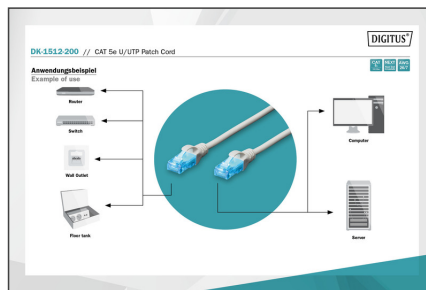 DIGITUS®
DK-1512-200 // CAT 5e U/UTP Patch Cord
Anwendungsbeispiel
Example of use
Router
Switch
Wall Outlet
Floor tank
Computer
Server